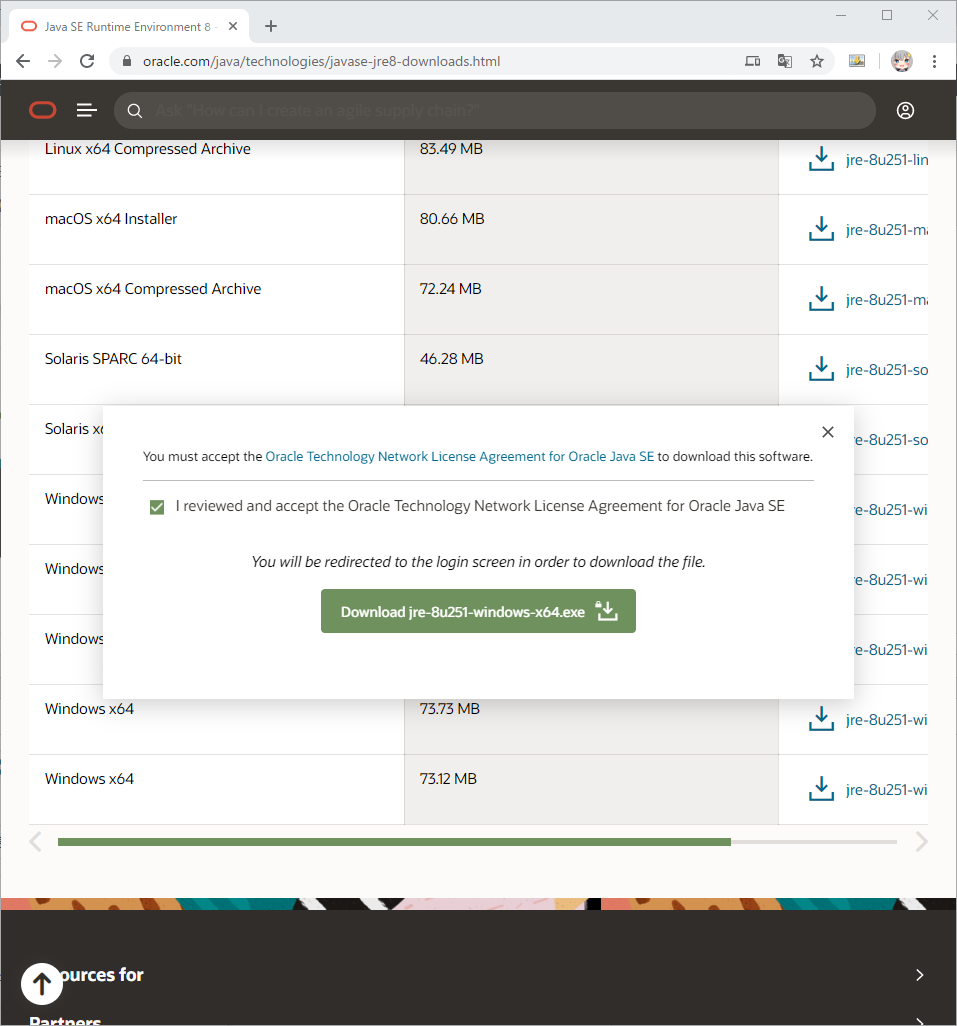 Java SE Runtime Environment 8 -
oracle.com/java/technologies/javase-jre8-downloads.html
Ask "How can I create an agile supply chain?"
Linux x64 Compressed Archive 83.49 MB jre-8u251-lin
macOS x64 Installer 80.66 MB jre-8u251-ma
macOS x64 Compressed Archive 72.24 MB jre-8u251-ma
Solaris SPARC 64-bit 46.28 MB jre-8u251-so
Solaris x6 re-8u251-so
You must accept the Oracle Technology Network License Agreement for Oracle Java SE to download this software.
Windows re-8u251-wi
I reviewed and accept the Oracle Technology Network License Agreement for Oracle Java SE
You will be redirected to the login screen in order to download the file.
Windows re-8u251-wi
Download jre-8u251-windows-x64.exe
Windows re-8u251-wi
Windows x64 73.73 MB jre-8u251-wi
Windows x64 73.12 MB jre-8u251-wi
ources for
Partners